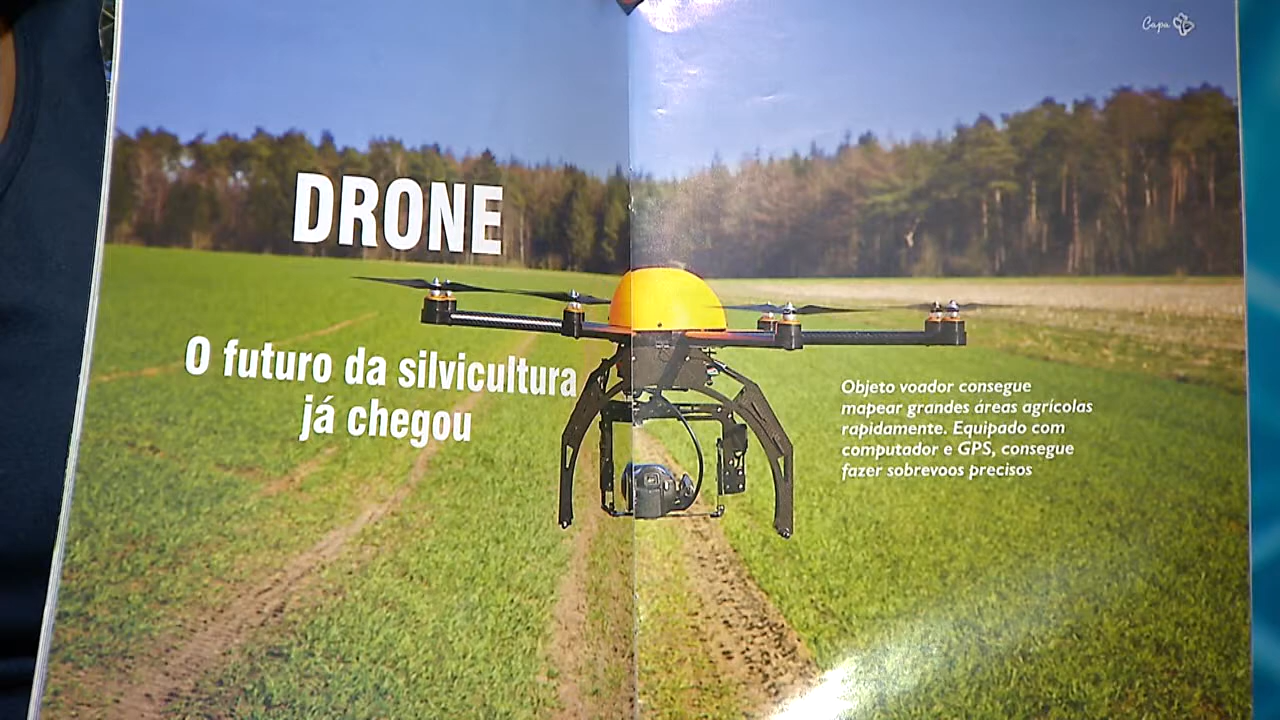 Capa
DRONE
O futuro da silvicultura
já chegou
Objeto voador consegue
mapear grandes áreas agrícolas
rapidamente. Equipado com
computador e GPS, consegue
fazer sobrevoos precisos